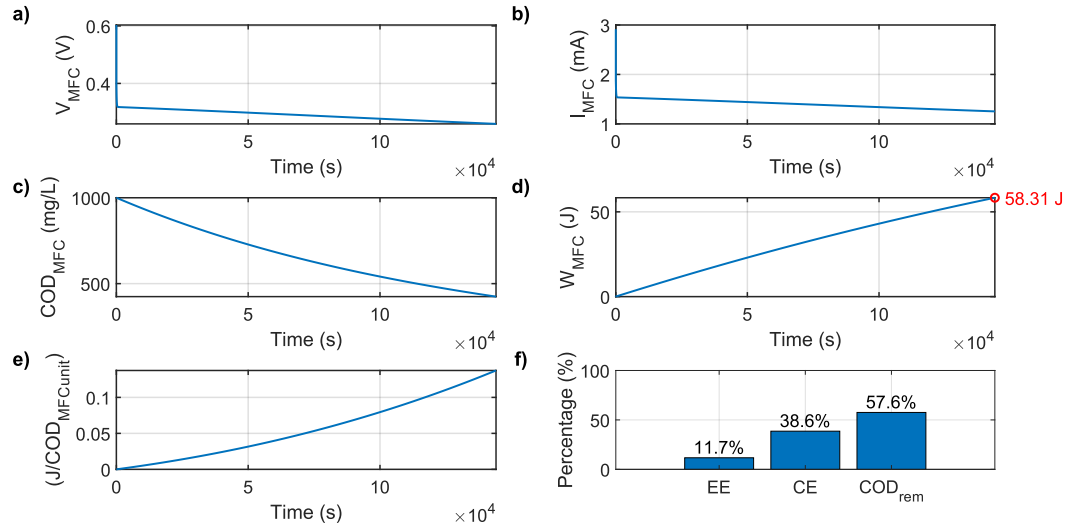 a)
0.6
0.4
V_MFC (V)
0
5
10
×10^4
Time (s)
b)
3
2
1
I_MFC (mA)
0
5
10
×10^4
Time (s)
c)
1000
500
COD_MFC (mg/L)
0
5
10
×10^4
Time (s)
d)
50
0
W_MFC (J)
58.31 J
0
5
10
×10^4
Time (s)
e)
0.1
0.05
0
(J/COD_MFCunit)
0
5
10
×10^4
Time (s)
f)
100
50
0
Percentage (%)
11.7%
38.6%
57.6%
EE
CE
COD_rem